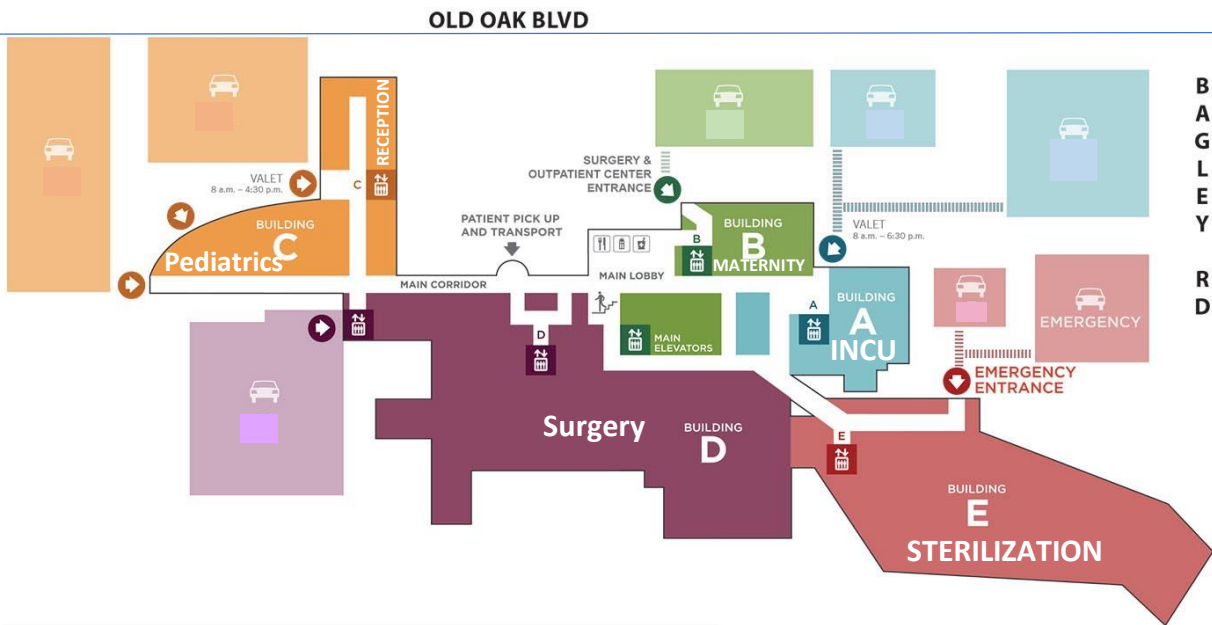 OLD OAK BLVD
BAGLEY RD
RECEPTION
VALET
8 a.m. – 4:30 p.m.
C
BUILDING
C
Pediatrics
SURGERY &
OUTPATIENT CENTER
ENTRANCE
PATIENT PICK UP
AND TRANSPORT
MAIN CORRIDOR
MAIN LOBBY
B
BUILDING
B
MATERNITY
VALET
8 a.m. – 6:30 p.m.
A
BUILDING
A
INCU
EMERGENCY
EMERGENCY
ENTRANCE
D
MAIN
ELEVATORS
Surgery
BUILDING
D
E
BUILDING
E
STERILIZATION